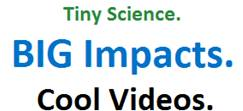 Tiny Science.
BIG Impacts.
Cool Videos.